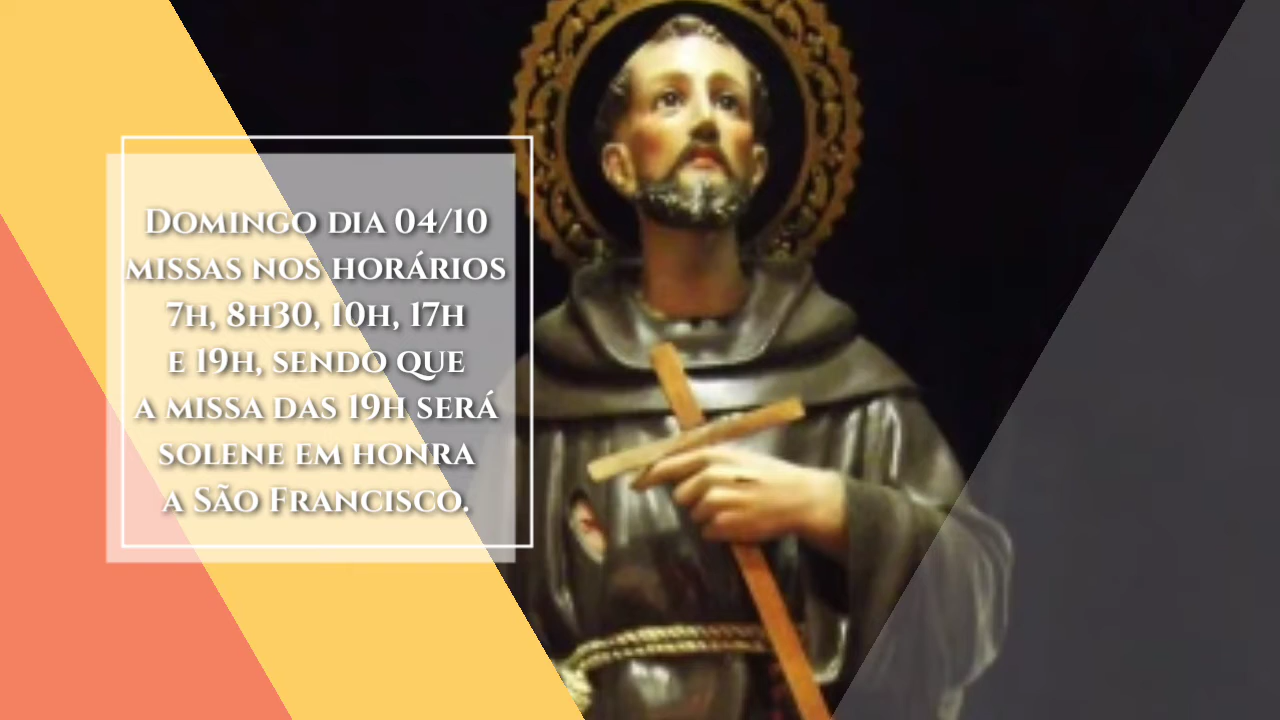 Domingo dia 04/10
missas nos horários
7h, 8h30, 10h, 17h
e 19h, sendo que
a missa das 19h será
solene em honra
a São Francisco.